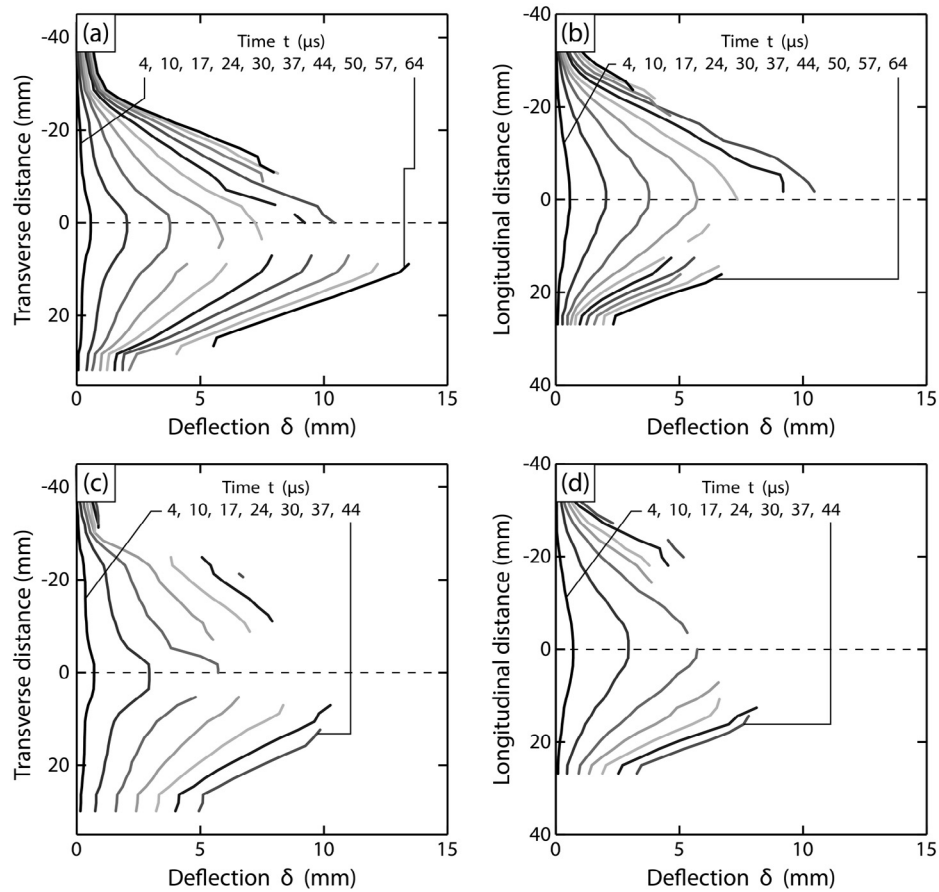 (a)
Time t (μs)
4, 10, 17, 24, 30, 37, 44, 50, 57, 64
Transverse distance (mm)
-40
-20
0
20
0 5 10 15
Deflection δ (mm)
(b)
Time t (μs)
4, 10, 17, 24, 30, 37, 44, 50, 57, 64
Longitudinal distance (mm)
-40
-20
0
20
40
0 5 10 15
Deflection δ (mm)
(c)
Time t (μs)
4, 10, 17, 24, 30, 37, 44
Transverse distance (mm)
-40
-20
0
20
0 5 10 15
Deflection δ (mm)
(d)
Time t (μs)
4, 10, 17, 24, 30, 37, 44
Longitudinal distance (mm)
-40
-20
0
20
40
0 5 10 15
Deflection δ (mm)